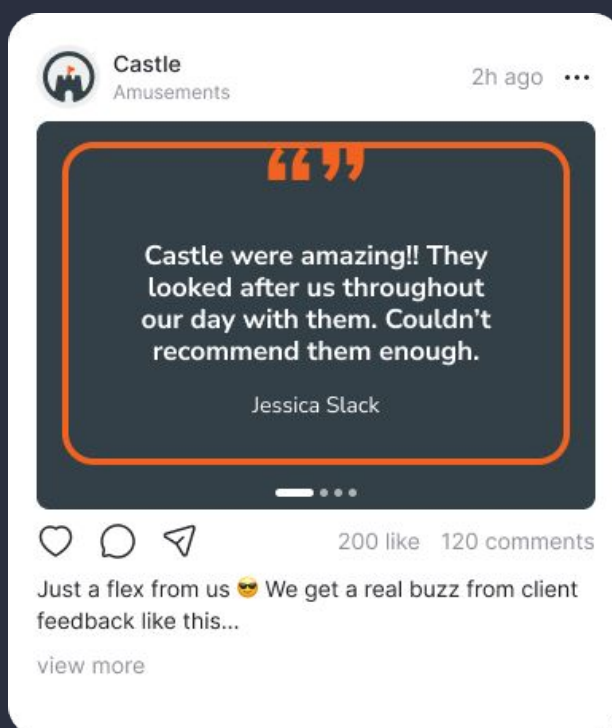 Castle
Amusements
2h ago
“”
Castle were amazing!! They
looked after us throughout
our day with them. Couldn’t
recommend them enough.
Jessica Slack
200 like 120 comments
Just a flex from us 😎 We get a real buzz from client
feedback like this...
view more